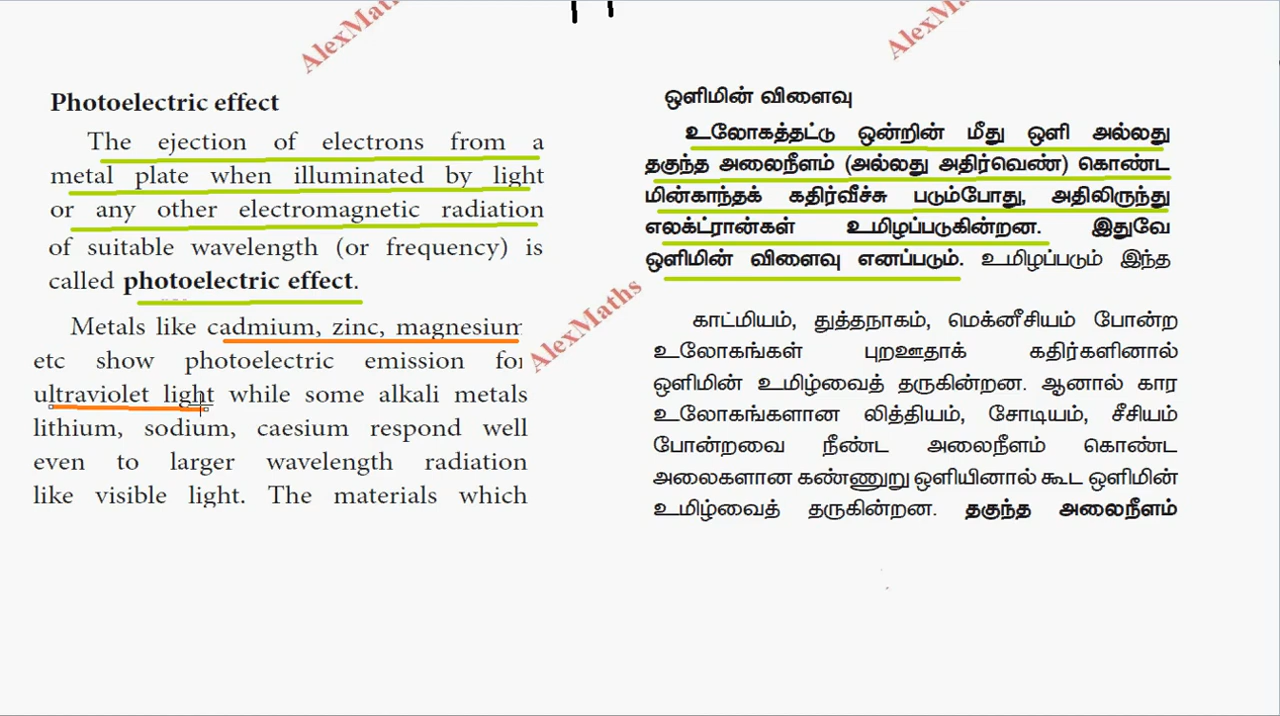 AlexMaths
AlexMaths
Photoelectric effect
The ejection of electrons from a
metal plate when illuminated by light
or any other electromagnetic radiation
of suitable wavelength (or frequency) is
called photoelectric effect.
Metals like cadmium, zinc, magnesium
etc show photoelectric emission for
ultraviolet light while some alkali metals
lithium, sodium, caesium respond well
even to larger wavelength radiation
like visible light. The materials which
AlexMaths
ஒளிமின் விளைவு
உலோகத்தட்டு ஒன்றின் மீது ஒளி அல்லது
தகுந்த அலைநீளம் (அல்லது அதிர்வெண்) கொண்ட
மின்காந்தக் கதிர்வீச்சு படும்போது, அதிலிருந்து
எலக்ட்ரான்கள் உமிழப்படுகின்றன. இதுவே
ஒளிமின் விளைவு எனப்படும். உமிழப்படும் இந்த
காட்மியம், துத்தநாகம், மெக்னீசியம் போன்ற
உலோகங்கள் புறஊதாக் கதிர்களினால்
ஒளிமின் உமிழ்வைத் தருகின்றன. ஆனால் கார
உலோகங்களான லித்தியம், சோடியம், சீசியம்
போன்றவை நீண்ட அலைநீளம் கொண்ட
அலைகளான கண்ணுறு ஒளியினால் கூட ஒளிமின்
உமிழ்வைத் தருகின்றன. தகுந்த அலைநீளம்